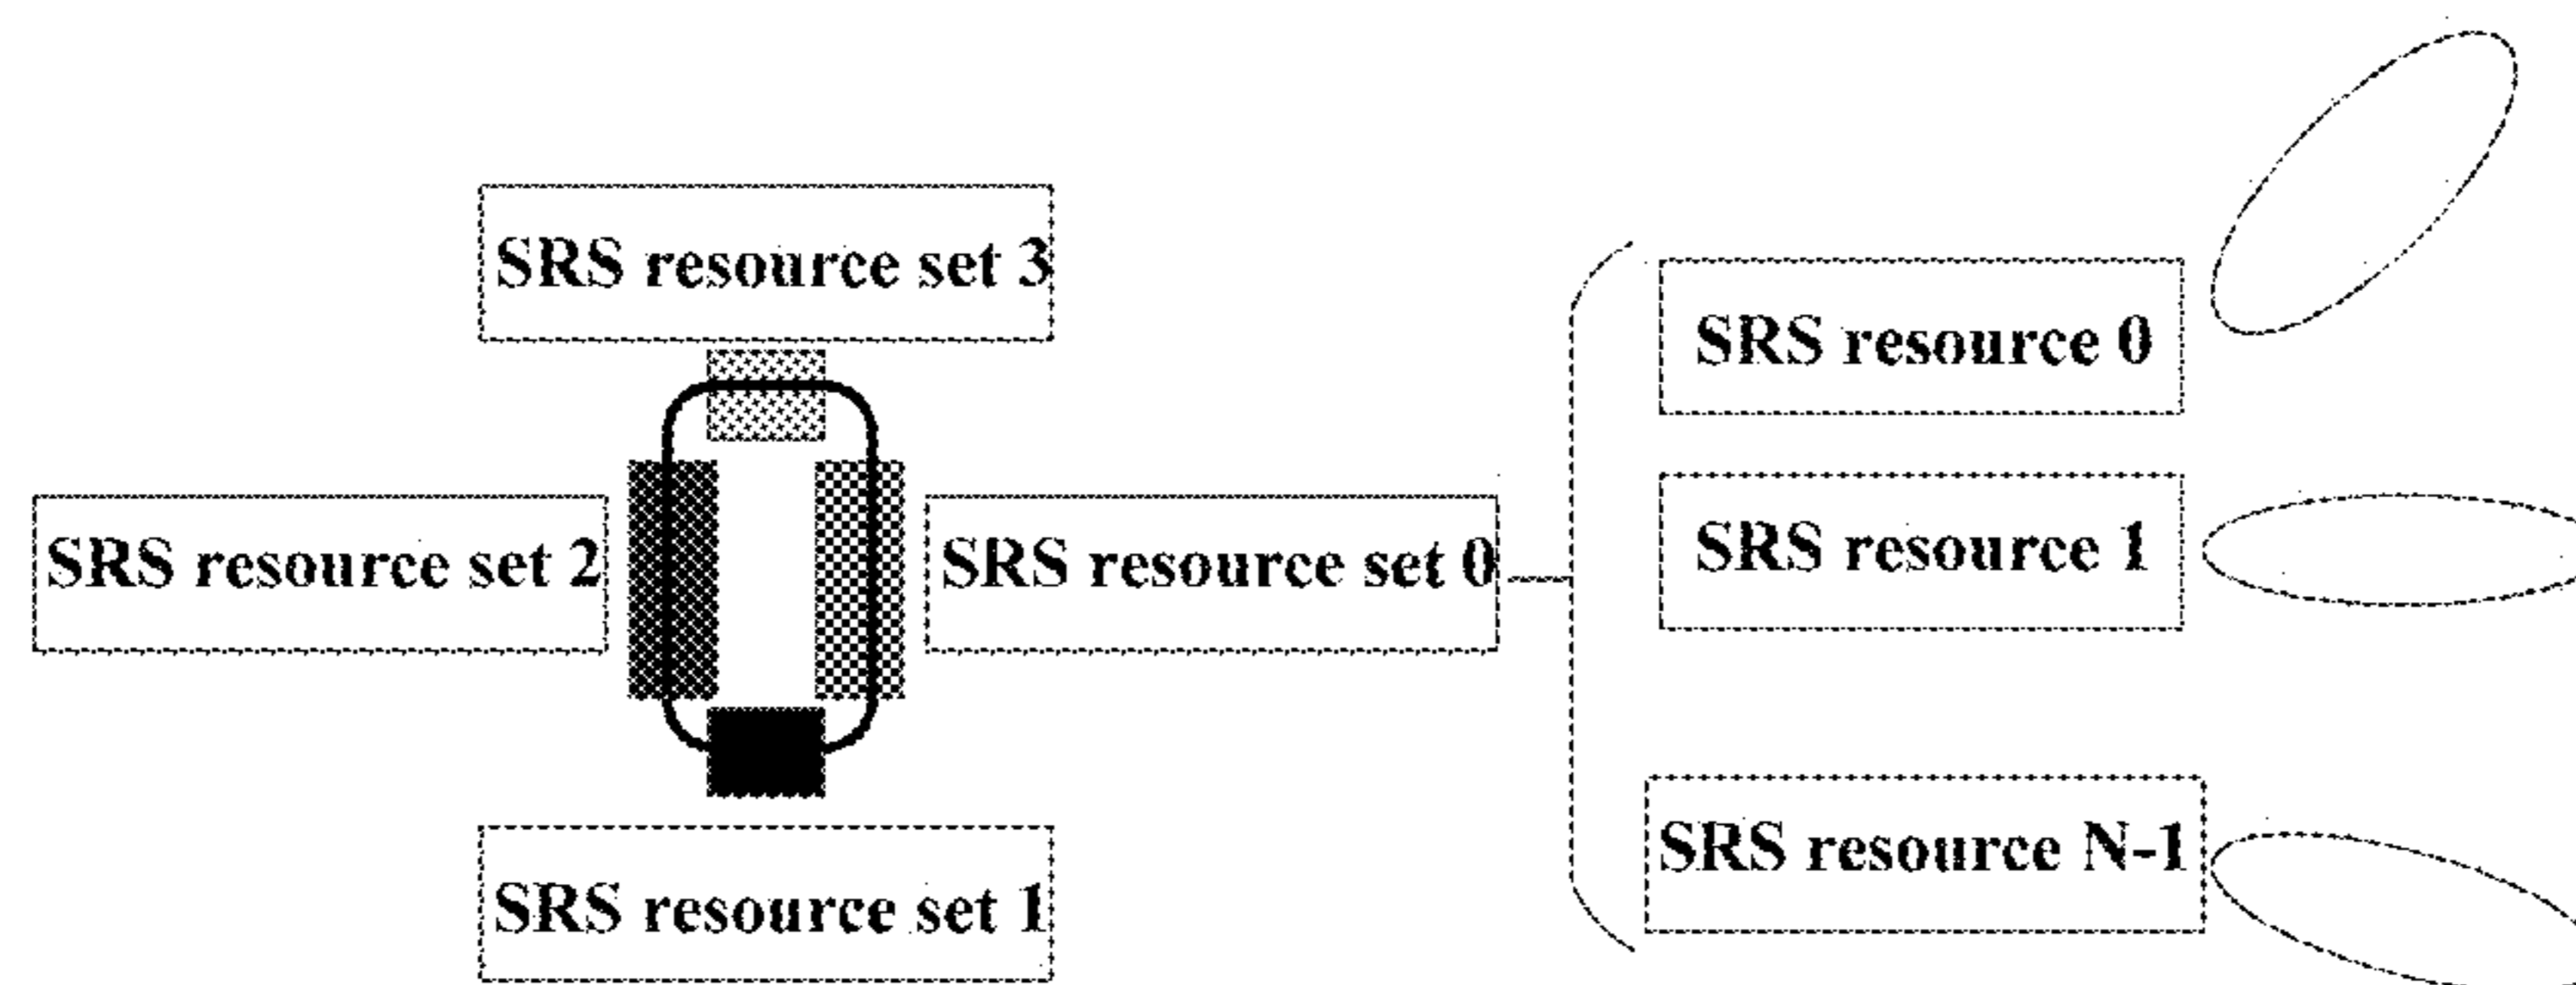 SRS resource set 3
SRS resource set 2
SRS resource set 0
SRS resource set 1
SRS resource 0
SRS resource 1
SRS resource N-1